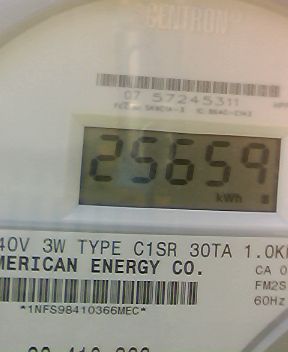 CENTRON
07 57245311
25659
kWh
40V 3W TYPE C1SR 30TA 1.0K
MERICAN ENERGY CO.
CA 0
FM2S
60Hz
*1NFS98410366MEC*